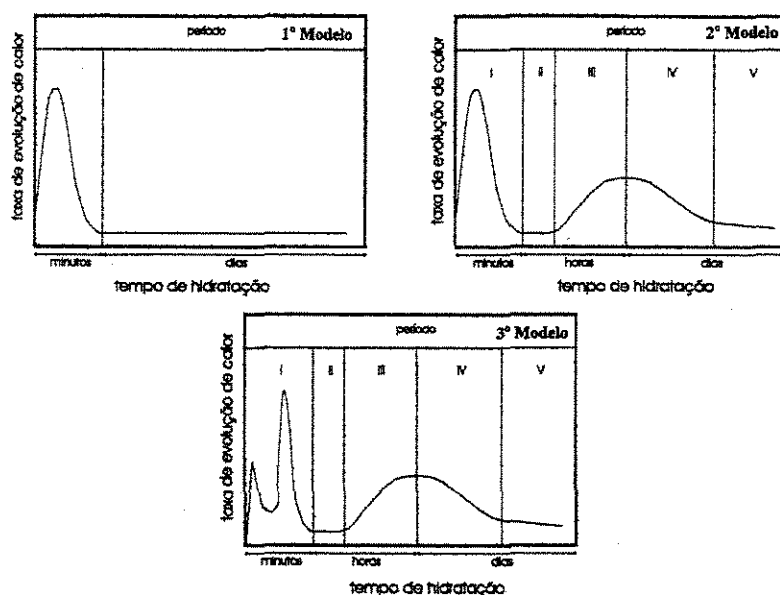 período 1º Modelo
taxa de evolução de calor
minutos dias
tempo de hidratação
período 2º Modelo
I II III IV V
taxa de evolução de calor
minutos horas dias
tempo de hidratação
período 3º Modelo
I II III IV V
taxa de evolução de calor
minutos horas dias
tempo de hidratação